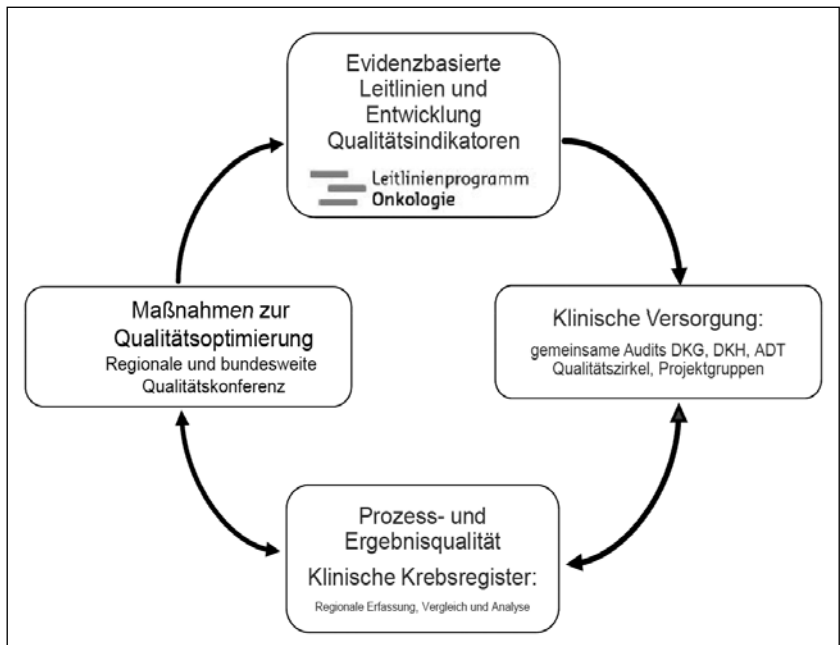 Evidenzbasierte
Leitlinien und
Entwicklung
Qualitätsindikatoren
Leitlinienprogramm
Onkologie
Maßnahmen zur
Qualitätsoptimierung
Regionale und bundesweite
Qualitätskonferenz
Klinische Versorgung:
gemeinsame Audits DKG, DKH, ADT
Qualitätszirkel, Projektgruppen
Prozess- und
Ergebnisqualität
Klinische Krebsregister:
Regionale Erfassung, Vergleich und Analyse